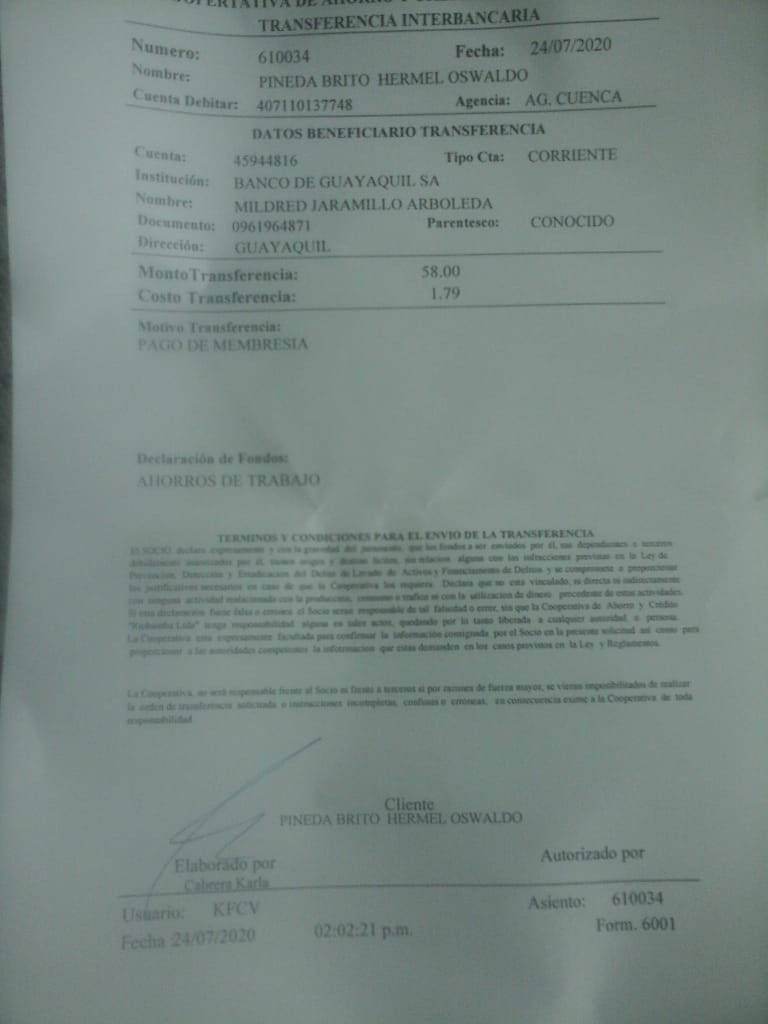 COOPERTATIVA DE AHORRO Y
TRANSFERENCIA INTERBANCARIA
Numero: 610034 Fecha: 24/07/2020
Nombre: PINEDA BRITO HERMEL OSWALDO
Cuenta Debitar: 407110137748 Agencia: AG. CUENCA
DATOS BENEFICIARIO TRANSFERENCIA
Cuenta: 45944816 Tipo Cta: CORRIENTE
Institución: BANCO DE GUAYAQUIL SA
Nombre: MILDRED JARAMILLO ARBOLEDA
Documento: 0961964871 Parentesco: CONOCIDO
Dirección: GUAYAQUIL
MontoTransferencia: 58.00
Costo Transferencia: 1.79
Motivo Transferencia:
PAGO DE MEMBRESIA
Declaración de Fondos:
AHORROS DE TRABAJO
TERMINOS Y CONDICIONES PARA EL ENVIO DE LA TRANSFERENCIA
El SOCIO declara expresamente y con la gravedad del juramento, que los fondos a ser enviados por él, sus dependientes o terceros
debidamente autorizados por él, tienen origen y destino lícitos, sin relacion alguna con las infracciones previstas en la Ley de
Prevencion, Detección y Erradicacion del Delito de Lavado de Activos y Financiamiento de Delitos y se compromete a proporcionar
los justificativos necesarios en caso de que la Cooperativa los requiera. Declara que no esta vinculado, ni directa ni indirectamente
con ninguna actividad relacionada con la producción, consumo o trafico ni con la utilizacion de dinero precedente de estas actividades.
Si esta declaración fuese falsa o erronea el Socio seran responsable de tal falsedad o error, sin que la Cooperativa de Ahorro y Crédito
"Riobamba Ltda" tenga responsabilidad alguna en tales actos, quedando por lo tanto liberada a cualquier autoridad o persona.
La Cooperativa esta expresamente facultada para confirmar la información consignada por el Socio en la presente solicitud asi como para
proporcionar a las autoridades competentes la informacion que estas demanden en los casos previstos en la Ley y Reglamentos.
La Cooperativa, no será responsable frente al Socio ni frente a terceros si por razones de fuerza mayor, se vieran imposibilitados de realizar
la orden de transferencia solicitada o instrucciones incompletas, confusas o erroneas, en consecuencia exime a la Cooperativa de toda
responsabilidad.
Cliente
PINEDA BRITO HERMEL OSWALDO
Elaborado por Autorizado por
Cabrera Karla
Usuario: KFCV Asiento: 610034
Fecha :24/07/2020 02:02:21 p.m. Form. 6001